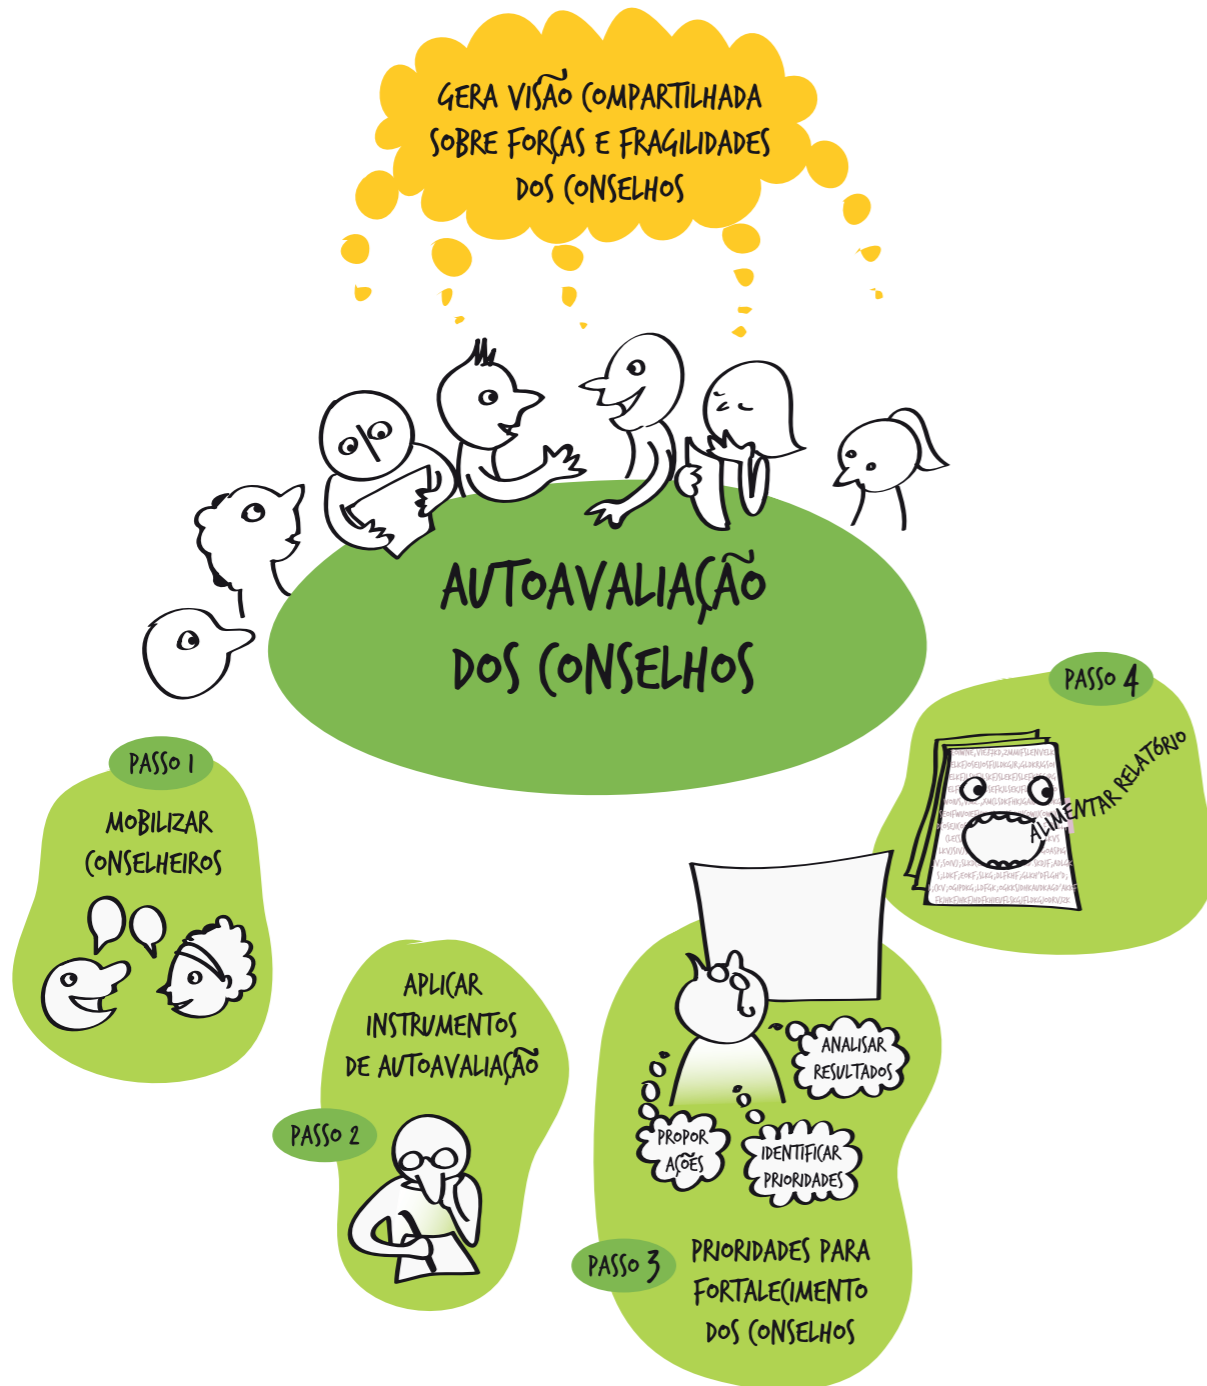 GERA VISÃO COMPARTILHADA
SOBRE FORÇAS E FRAGILIDADES
DOS CONSELHOS
AUTOAVALIAÇÃO
DOS CONSELHOS
PASSO 1
MOBILIZAR
CONSELHEIROS
APLICAR
INSTRUMENTOS
DE AUTOAVALIAÇÃO
PASSO 2
ANALISAR
RESULTADOS
PROPOR
AÇÕES
IDENTIFICAR
PRIORIDADES
PASSO 3
PRIORIDADES PARA
FORTALECIMENTO
DOS CONSELHOS
PASSO 4
ALIMENTAR RELATÓRIO